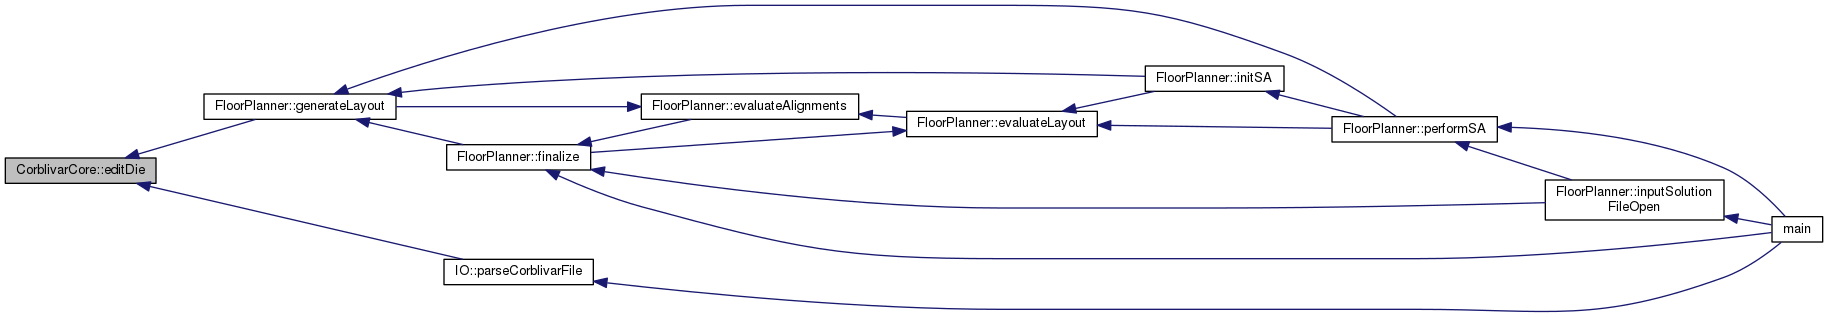 CorblivarCore::editDie
FloorPlanner::generateLayout
FloorPlanner::finalize
IO::parseCorblivarFile
FloorPlanner::evaluateAlignments
FloorPlanner::evaluateLayout
FloorPlanner::initSA
FloorPlanner::performSA
FloorPlanner::inputSolution
FileOpen
main